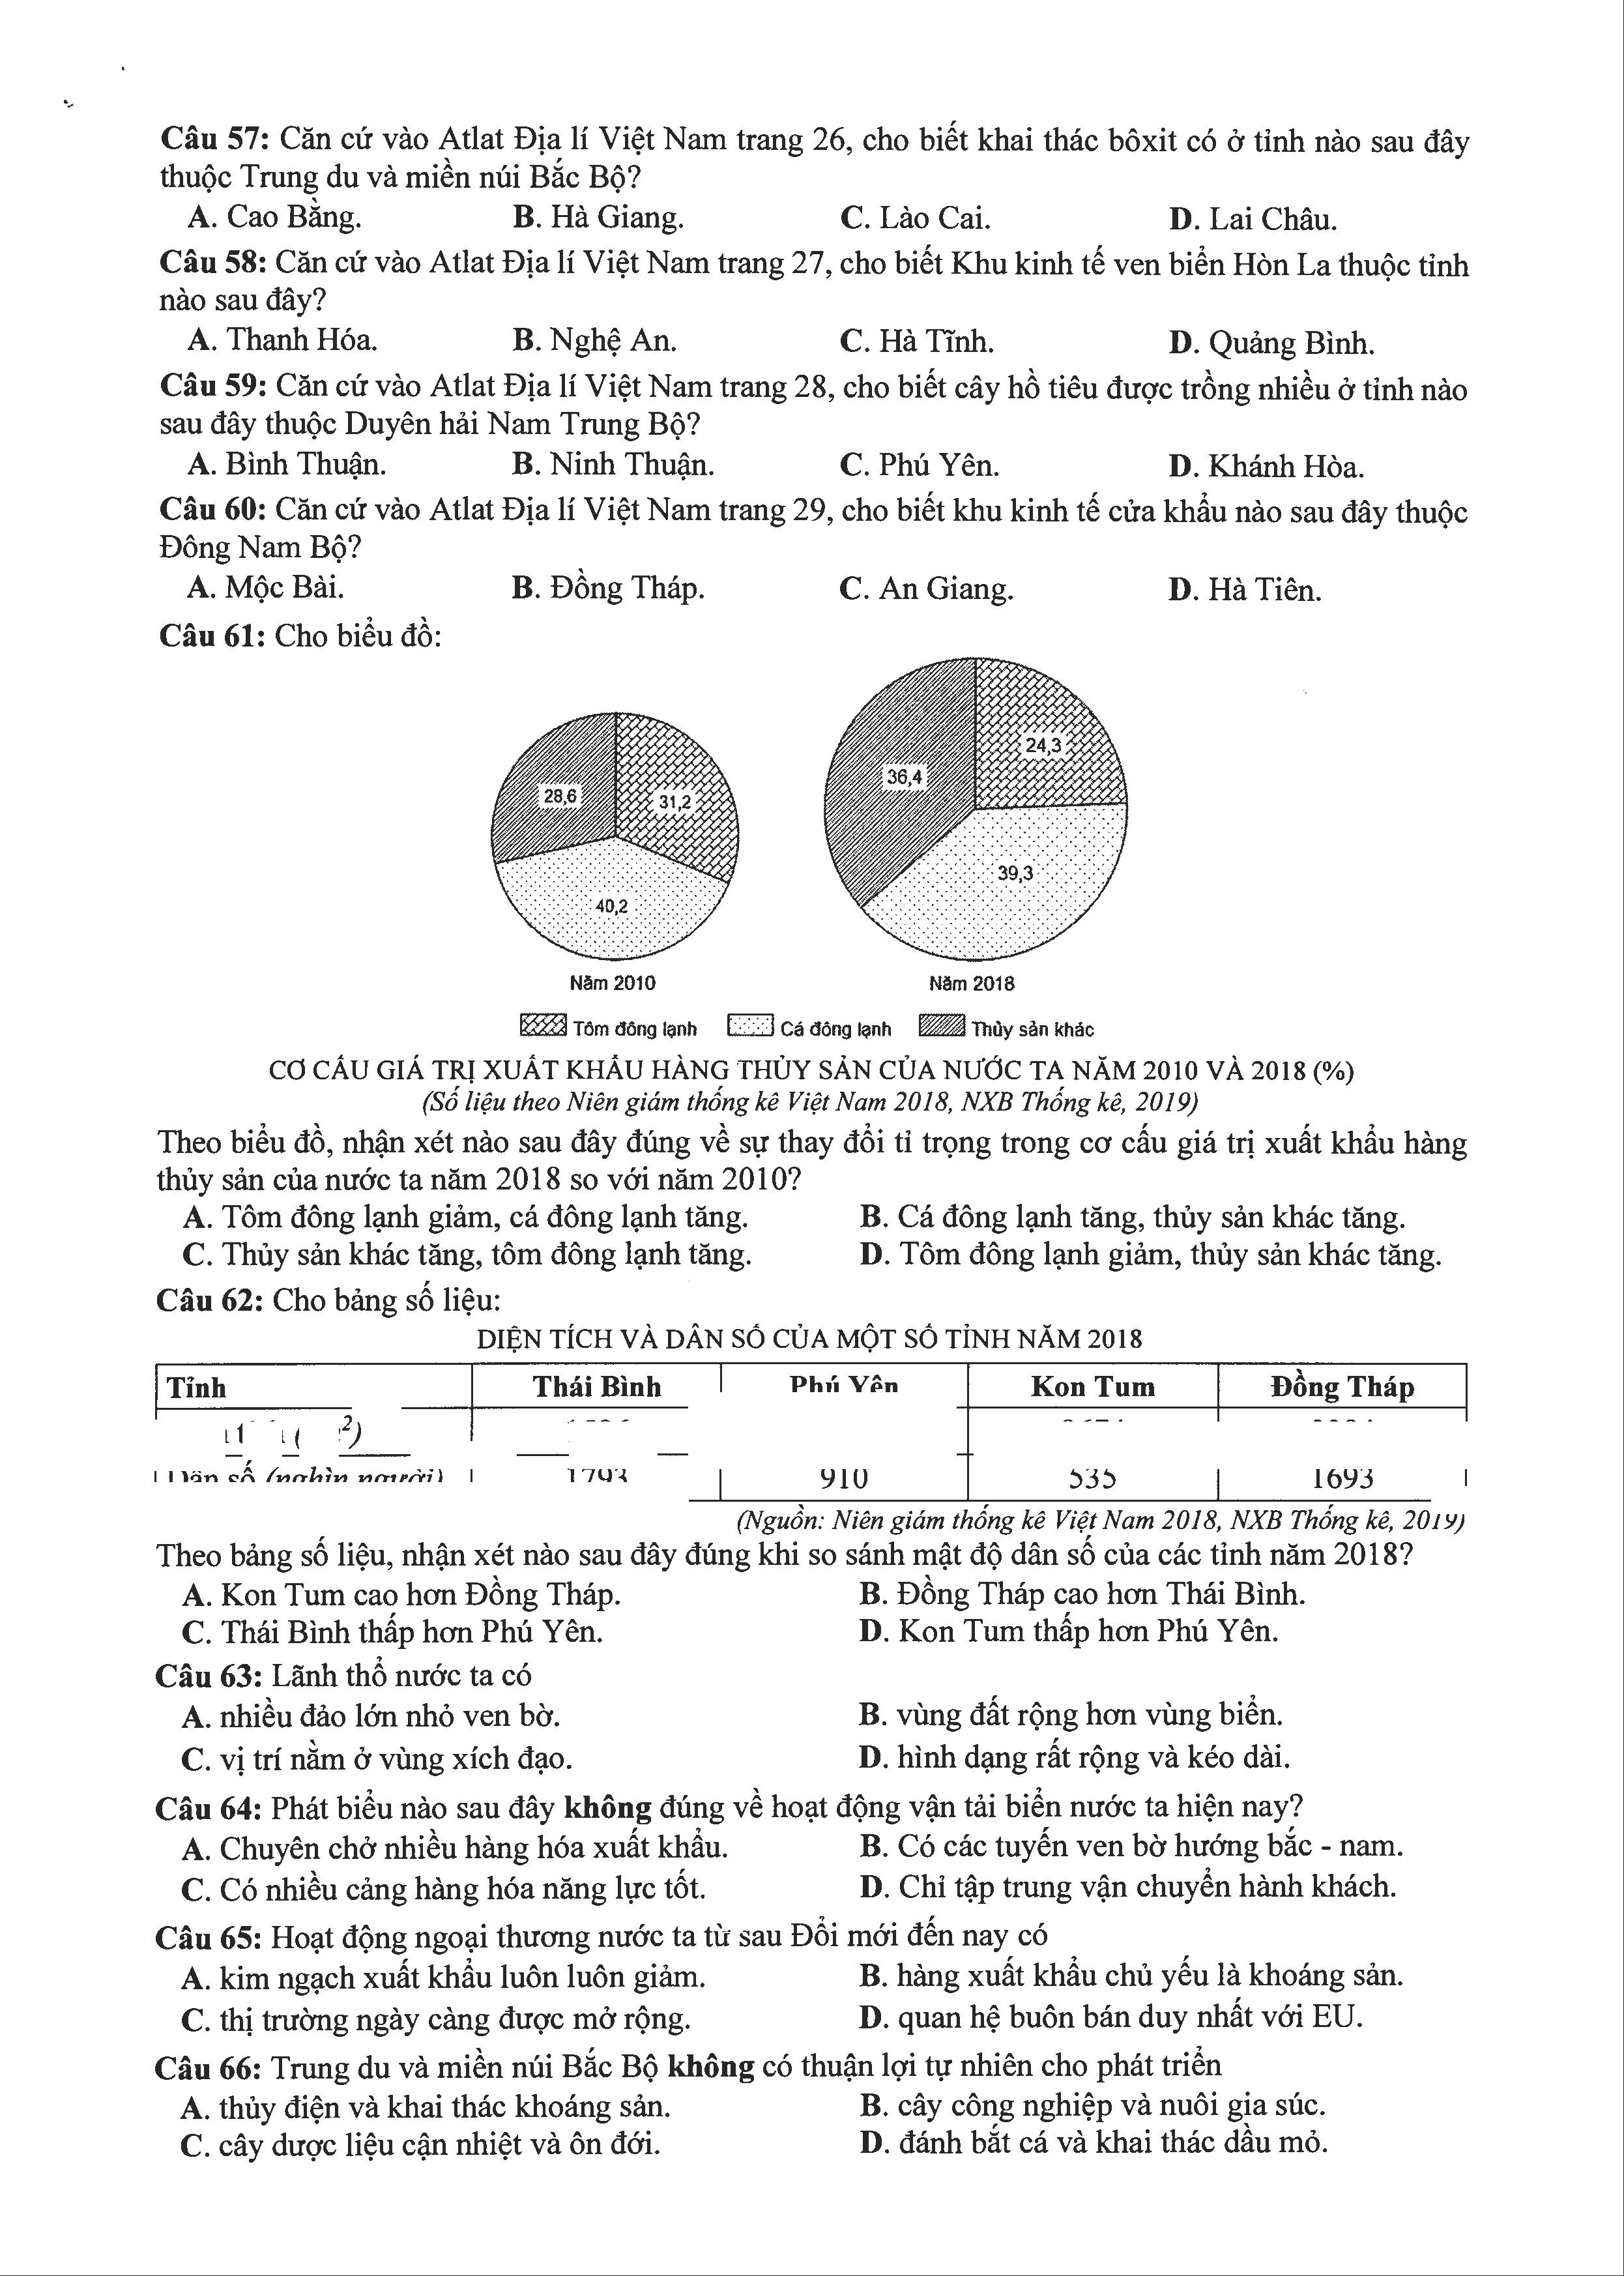 Câu 57: Căn cứ vào Atlat Địa lí Việt Nam trang 26, cho biết khai thác bôxit có ở tỉnh nào sau đây
thuộc Trung du và miền núi Bắc Bộ?
A. Cao Bằng. B. Hà Giang. C. Lào Cai. D. Lai Châu.
Câu 58: Căn cứ vào Atlat Địa lí Việt Nam trang 27, cho biết Khu kinh tế ven biển Hòn La thuộc tỉnh
nào sau đây?
A. Thanh Hóa. B. Nghệ An. C. Hà Tĩnh. D. Quảng Bình.
Câu 59: Căn cứ vào Atlat Địa lí Việt Nam trang 28, cho biết cây hồ tiêu được trồng nhiều ở tỉnh nào
sau đây thuộc Duyên hải Nam Trung Bộ?
A. Bình Thuận. B. Ninh Thuận. C. Phú Yên. D. Khánh Hòa.
Câu 60: Căn cứ vào Atlat Địa lí Việt Nam trang 29, cho biết khu kinh tế cửa khẩu nào sau đây thuộc
Đông Nam Bộ?
A. Mộc Bài. B. Đồng Tháp. C. An Giang. D. Hà Tiên.
Câu 61: Cho biểu đồ:
28,6 31,2 40,2
36,4 24,3 39,3
Năm 2010 Năm 2018
Tôm đông lạnh Cá đông lạnh Thủy sản khác
CƠ CẤU GIÁ TRỊ XUẤT KHẨU HÀNG THỦY SẢN CỦA NƯỚC TA NĂM 2010 VÀ 2018 (%)
(Số liệu theo Niên giám thống kê Việt Nam 2018, NXB Thống kê, 2019)
Theo biểu đồ, nhận xét nào sau đây đúng về sự thay đổi tỉ trọng trong cơ cấu giá trị xuất khẩu hàng
thủy sản của nước ta năm 2018 so với năm 2010?
A. Tôm đông lạnh giảm, cá đông lạnh tăng. B. Cá đông lạnh tăng, thủy sản khác tăng.
C. Thủy sản khác tăng, tôm đông lạnh tăng. D. Tôm đông lạnh giảm, thủy sản khác tăng.
Câu 62: Cho bảng số liệu:
DIỆN TÍCH VÀ DÂN SỐ CỦA MỘT SỐ TỈNH NĂM 2018
Tỉnh Thái Bình Phú Yên Kon Tum Đồng Tháp
Dân số (nghìn người) 1793 910 535 1693
(Nguồn: Niên giám thống kê Việt Nam 2018, NXB Thống kê, 2019)
Theo bảng số liệu, nhận xét nào sau đây đúng khi so sánh mật độ dân số của các tỉnh năm 2018?
A. Kon Tum cao hơn Đồng Tháp. B. Đồng Tháp cao hơn Thái Bình.
C. Thái Bình thấp hơn Phú Yên. D. Kon Tum thấp hơn Phú Yên.
Câu 63: Lãnh thổ nước ta có
A. nhiều đảo lớn nhỏ ven bờ. B. vùng đất rộng hơn vùng biển.
C. vị trí nằm ở vùng xích đạo. D. hình dạng rất rộng và kéo dài.
Câu 64: Phát biểu nào sau đây không đúng về hoạt động vận tải biển nước ta hiện nay?
A. Chuyên chở nhiều hàng hóa xuất khẩu. B. Có các tuyến ven bờ hướng bắc - nam.
C. Có nhiều cảng hàng hóa năng lực tốt. D. Chỉ tập trung vận chuyển hành khách.
Câu 65: Hoạt động ngoại thương nước ta từ sau Đổi mới đến nay có
A. kim ngạch xuất khẩu luôn luôn giảm. B. hàng xuất khẩu chủ yếu là khoáng sản.
C. thị trường ngày càng được mở rộng. D. quan hệ buôn bán duy nhất với EU.
Câu 66: Trung du và miền núi Bắc Bộ không có thuận lợi tự nhiên cho phát triển
A. thủy điện và khai thác khoáng sản. B. cây công nghiệp và nuôi gia súc.
C. cây dược liệu cận nhiệt và ôn đới. D. đánh bắt cá và khai thác dầu mỏ.